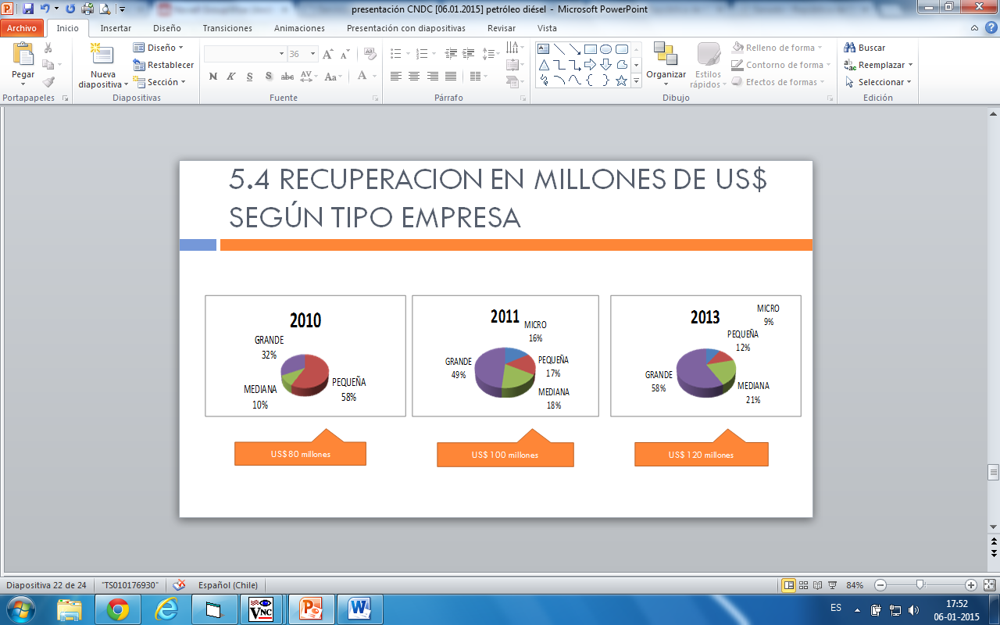 presentación CNDC [06.01.2015] petróleo diésel - Microsoft PowerPoint
Archivo Inicio Insertar Diseño Transiciones Animaciones Presentación con diapositivas Revisar Vista
Pegar
Portapapeles
Nueva diapositiva
Diseño
Restablecer
Sección
Diapositivas
36
N K S S abc AV Aa A
Fuente
Párrafo
Organizar
Estilos rápidos
Relleno de forma
Contorno de forma
Efectos de formas
Dibujo
Buscar
Reemplazar
Seleccionar
Edición
5.4 RECUPERACION EN MILLONES DE US$
SEGÚN TIPO EMPRESA
2010
GRANDE
32%
MEDIANA
10%
PEQUEÑA
58%
US$ 80 millones
2011
MICRO
16%
GRANDE
49%
PEQUEÑA
17%
MEDIANA
18%
US$ 100 millones
2013
MICRO
9%
PEQUEÑA
12%
GRANDE
58%
MEDIANA
21%
US$ 120 millones
Diapositiva 22 de 24 "TS010176930" Español (Chile) 84%
VNC
ES
17:52
06-01-2015